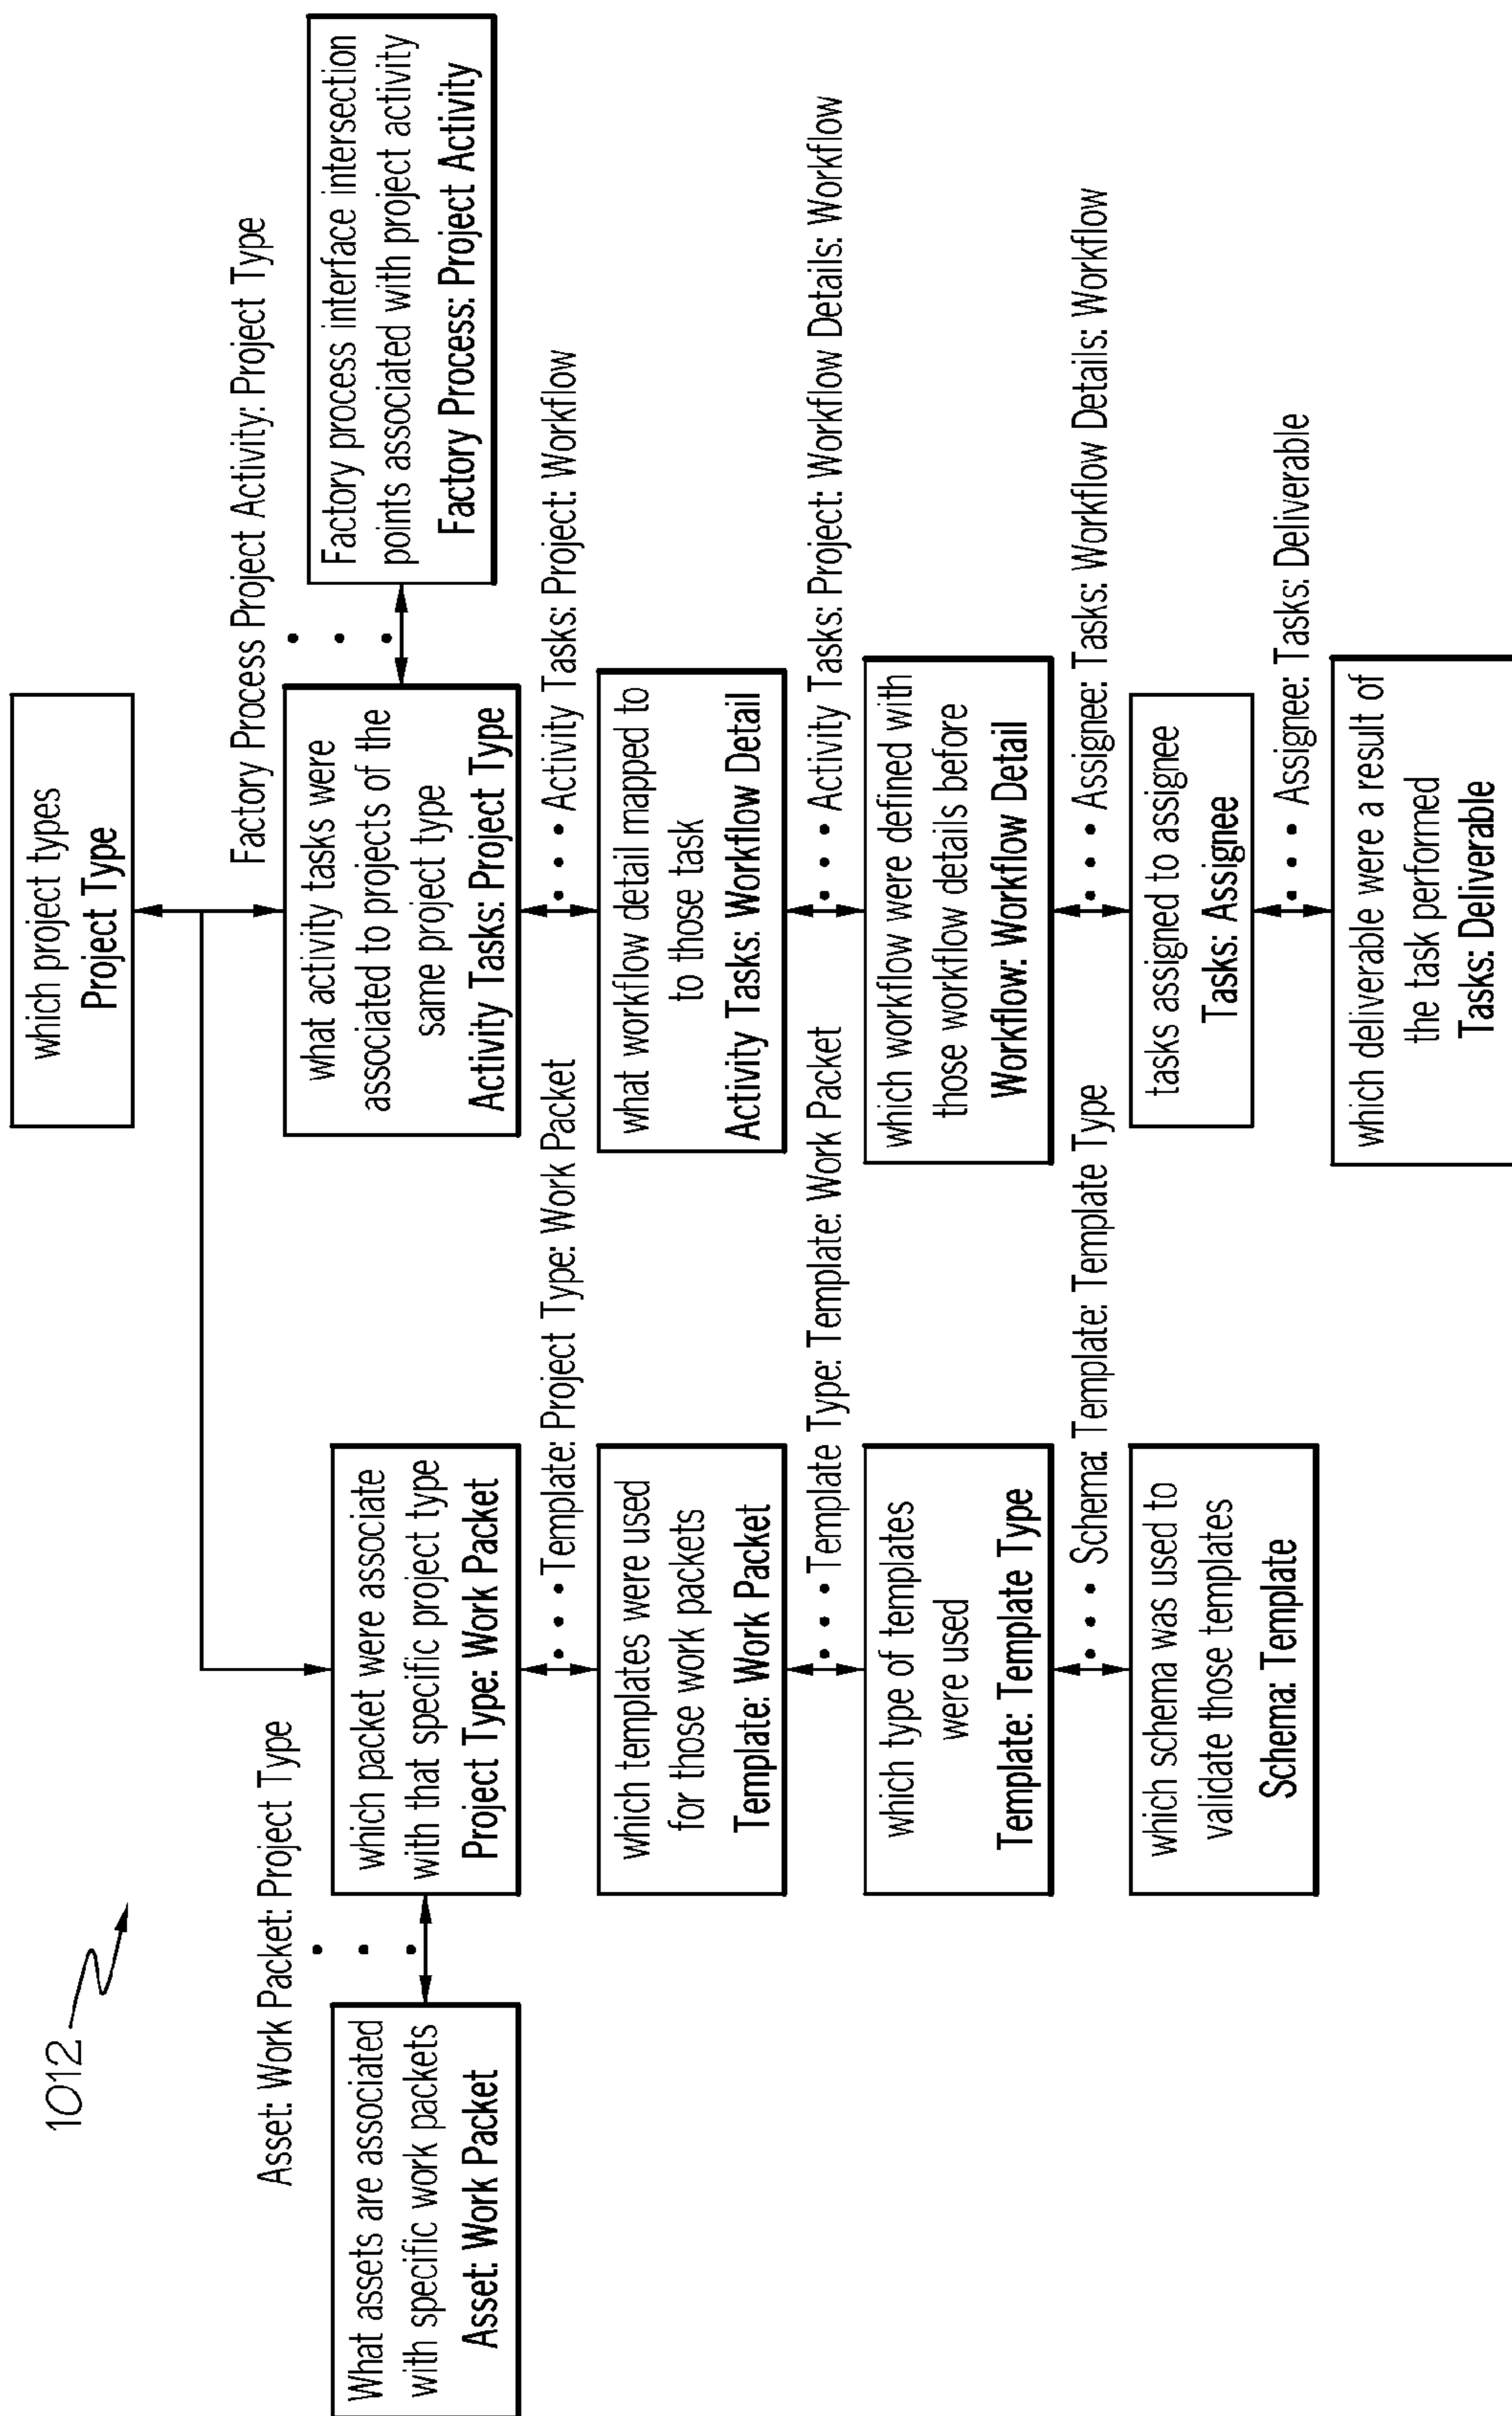 1012
which project types
Project Type
Asset: Work Packet: Project Type
Factory Process Project Activity: Project Type
What assets are associated
with specific work packets
Asset: Work Packet
which packet were associate
with that specific project type
Project Type: Work Packet
what activity tasks were
associated to projects of the
same project type
Activity Tasks: Project Type
Factory process interface intersection
points associated with project activity
Factory Process: Project Activity
Template: Project Type: Work Packet
Activity Tasks: Project: Workflow
which templates were used
for those work packets
Template: Work Packet
what workflow detail mapped to
to those task
Activity Tasks: Workflow Detail
Template Type: Template: Work Packet
Activity Tasks: Project: Workflow Details: Workflow
which type of templates
were used
Template: Template Type
which workflow were defined with
those workflow details before
Workflow: Workflow Detail
Schema: Template: Template Type
Assignee: Tasks: Workflow Details: Workflow
which schema was used to
validate those templates
Schema: Template
tasks assigned to assignee
Tasks: Assignee
Assignee: Tasks: Deliverable
which deliverable were a result of
the task performed
Tasks: Deliverable